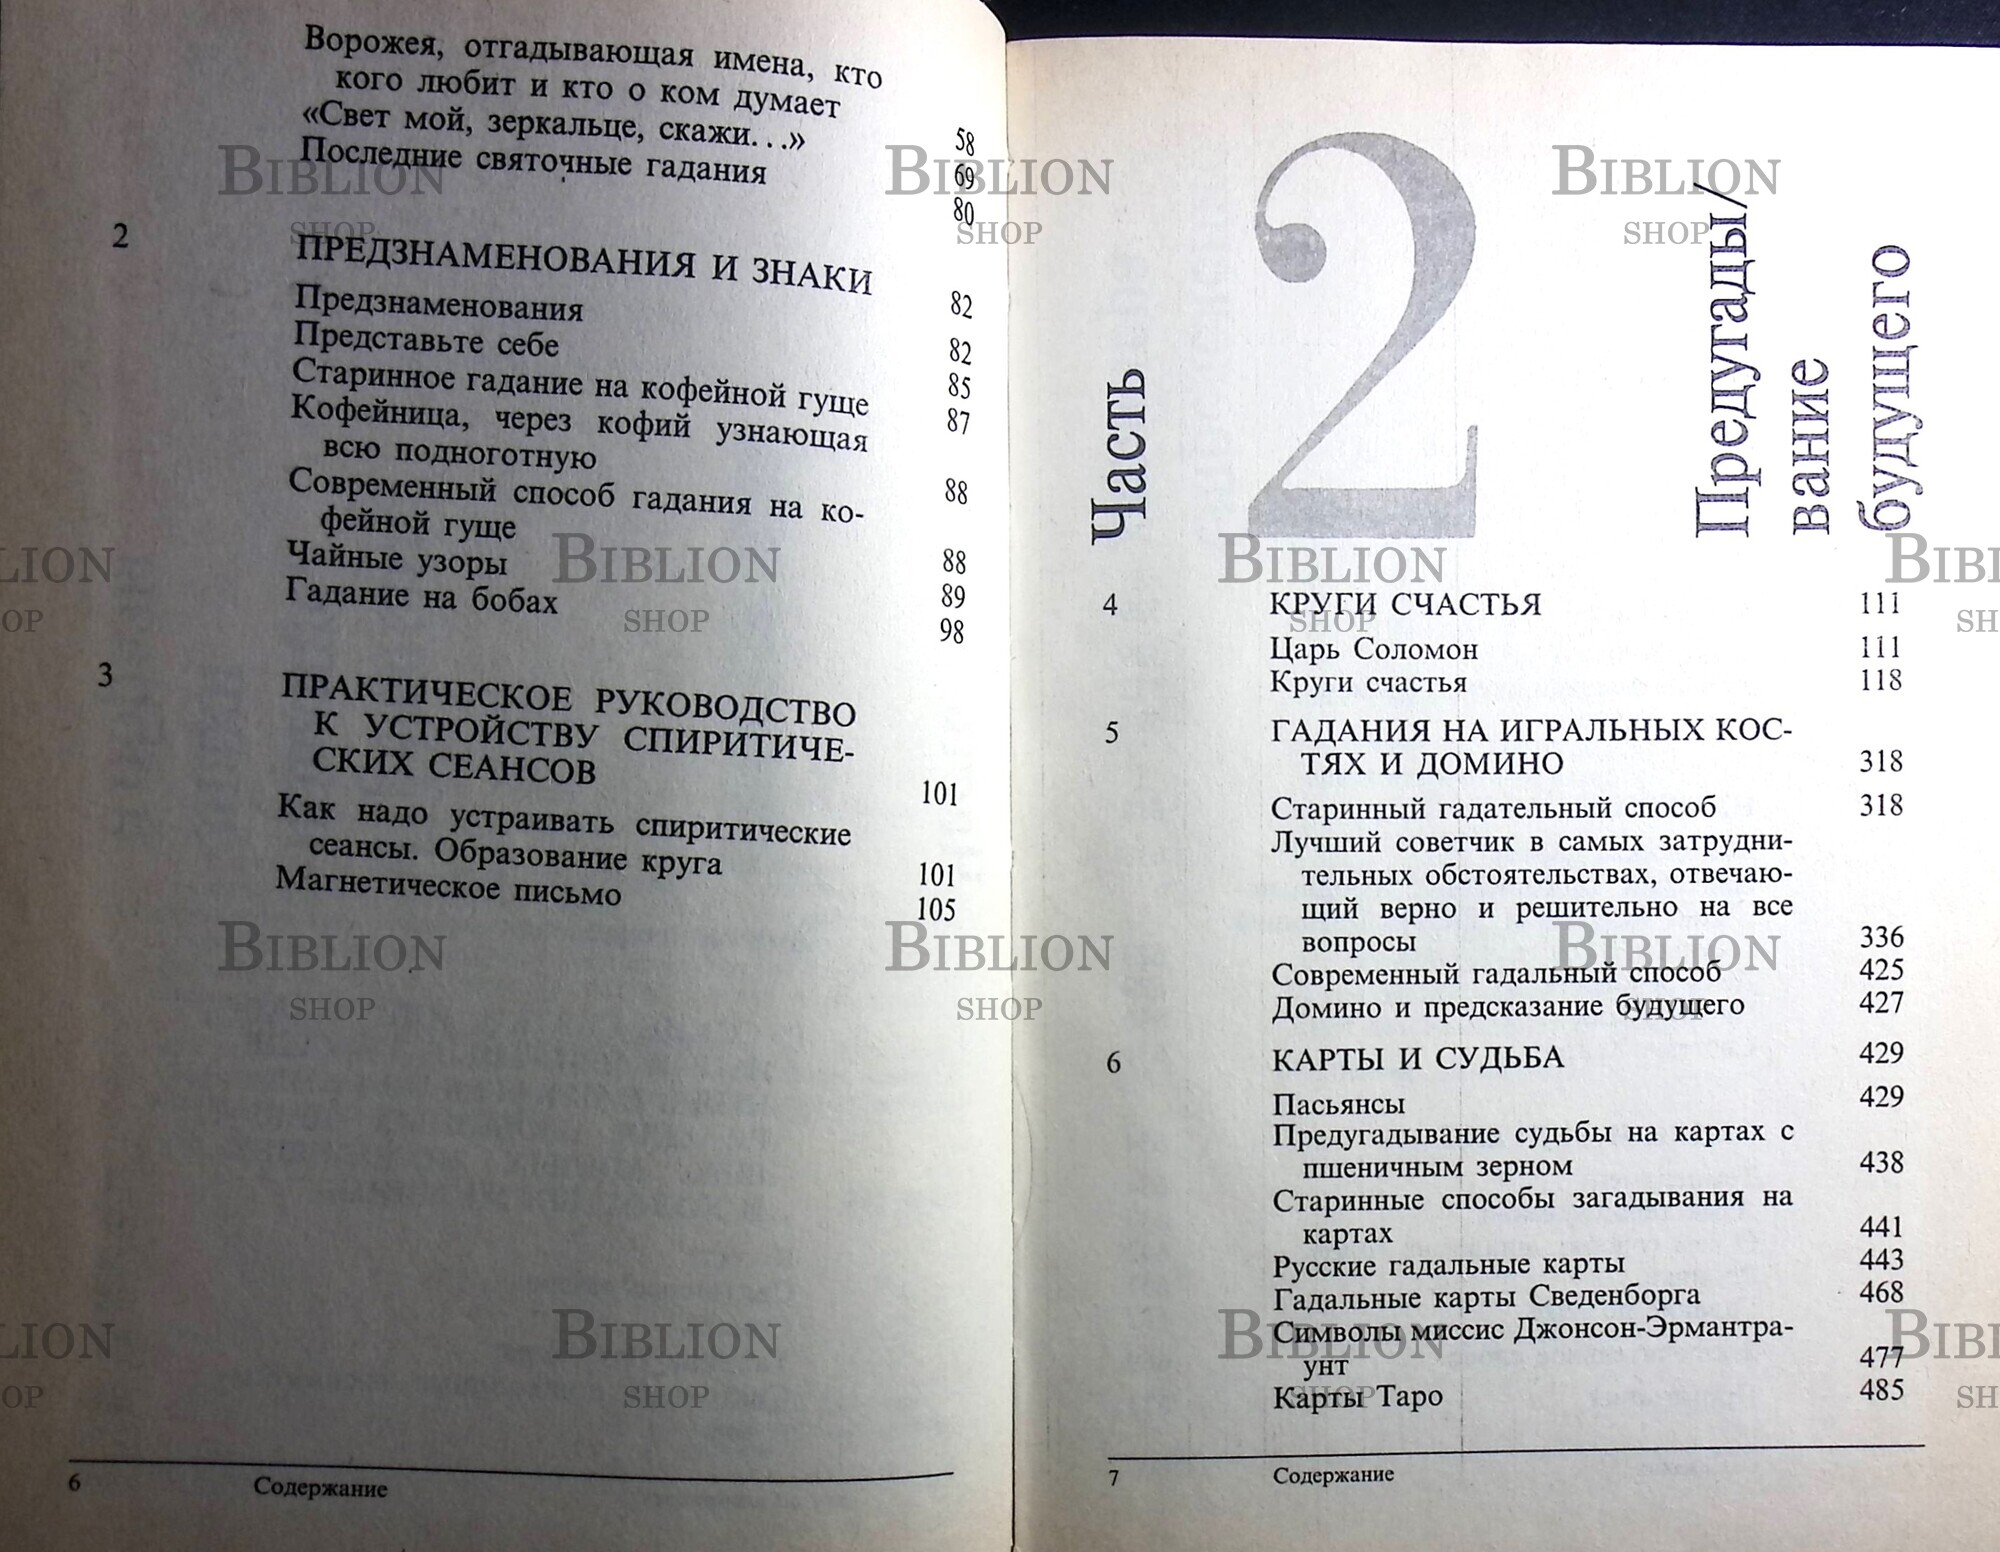 Ворожея, отгадывающая имена, кто
кого любит и кто о ком думает 58
«Свет мой, зеркальце, скажи...» 69
Последние святочные гадания 80
2 ПРЕДЗНАМЕНОВАНИЯ И ЗНАКИ 82
Предзнаменования 82
Представьте себе 85
Старинное гадание на кофейной гуще 87
Кофейница, через кофий узнающая
всю подноготную 88
Современный способ гадания на ко-
фейной гуще 88
Чайные узоры 89
Гадание на бобах 98
3 ПРАКТИЧЕСКОЕ РУКОВОДСТВО
К УСТРОЙСТВУ СПИРИТИЧЕ-
СКИХ СЕАНСОВ 101
Как надо устраивать спиритические
сеансы. Образование круга 101
Магнетическое письмо 105
6 Содержание
Часть
2
Предугады/
вание
будущего
4 КРУГИ СЧАСТЬЯ 111
Царь Соломон 111
Круги счастья 118
5 ГАДАНИЯ НА ИГРАЛЬНЫХ КОС-
ТЯХ И ДОМИНО 318
Старинный гадательный способ 318
Лучший советчик в самых затрудни-
тельных обстоятельствах, отвечаю-
щий верно и решительно на все
вопросы 336
Современный гадальный способ 425
Домино и предсказание будущего 427
6 КАРТЫ И СУДЬБА 429
Пасьянсы 429
Предугадывание судьбы на картах с
пшеничным зерном 438
Старинные способы загадывания на
картах 441
Русские гадальные карты 443
Гадальные карты Сведенборга 468
Символы миссис Джонсон-Эрмантра-
унт 477
Карты Таро 485
7 Содержание
BIBLION
SHOP